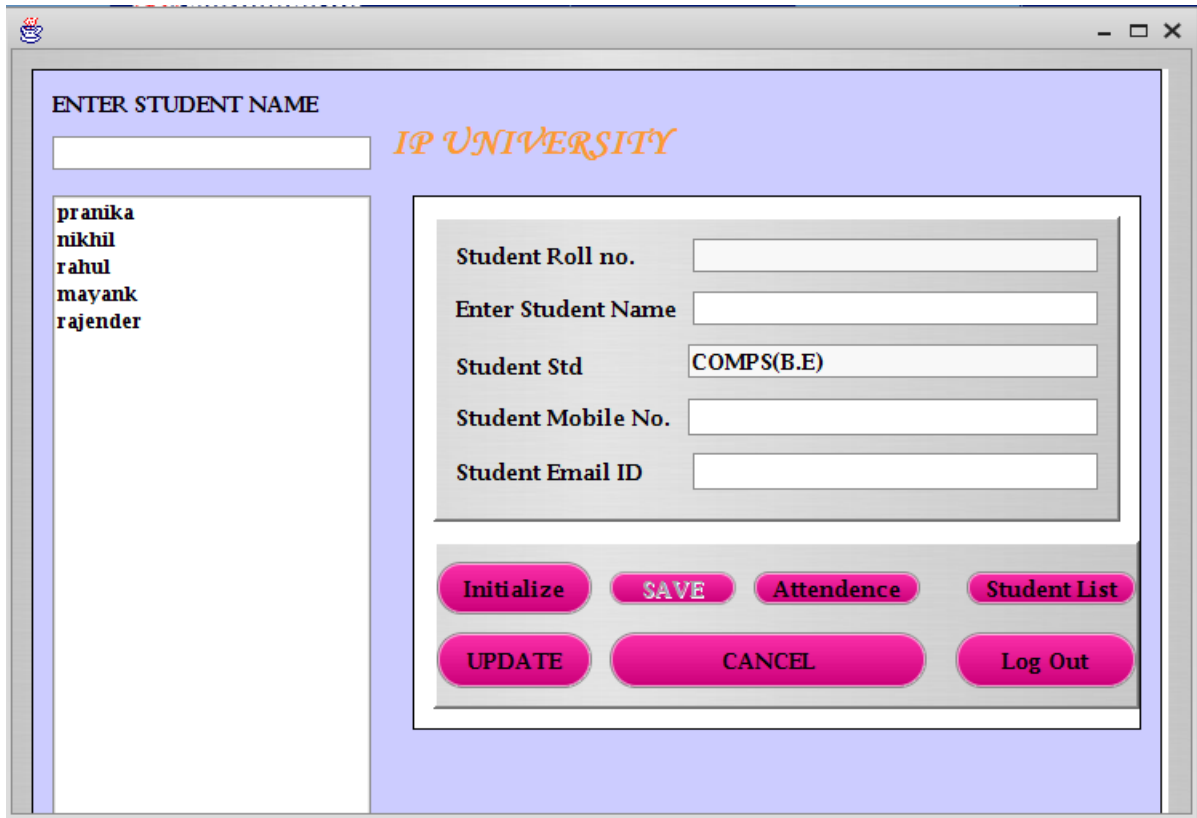 ENTER STUDENT NAME
IP UNIVERSITY
pranika
nikhil
rahul
mayank
rajender
Student Roll no.
Enter Student Name
Student Std COMPS(B.E)
Student Mobile No.
Student Email ID
Initialize SAVE Attendence Student List
UPDATE CANCEL Log Out